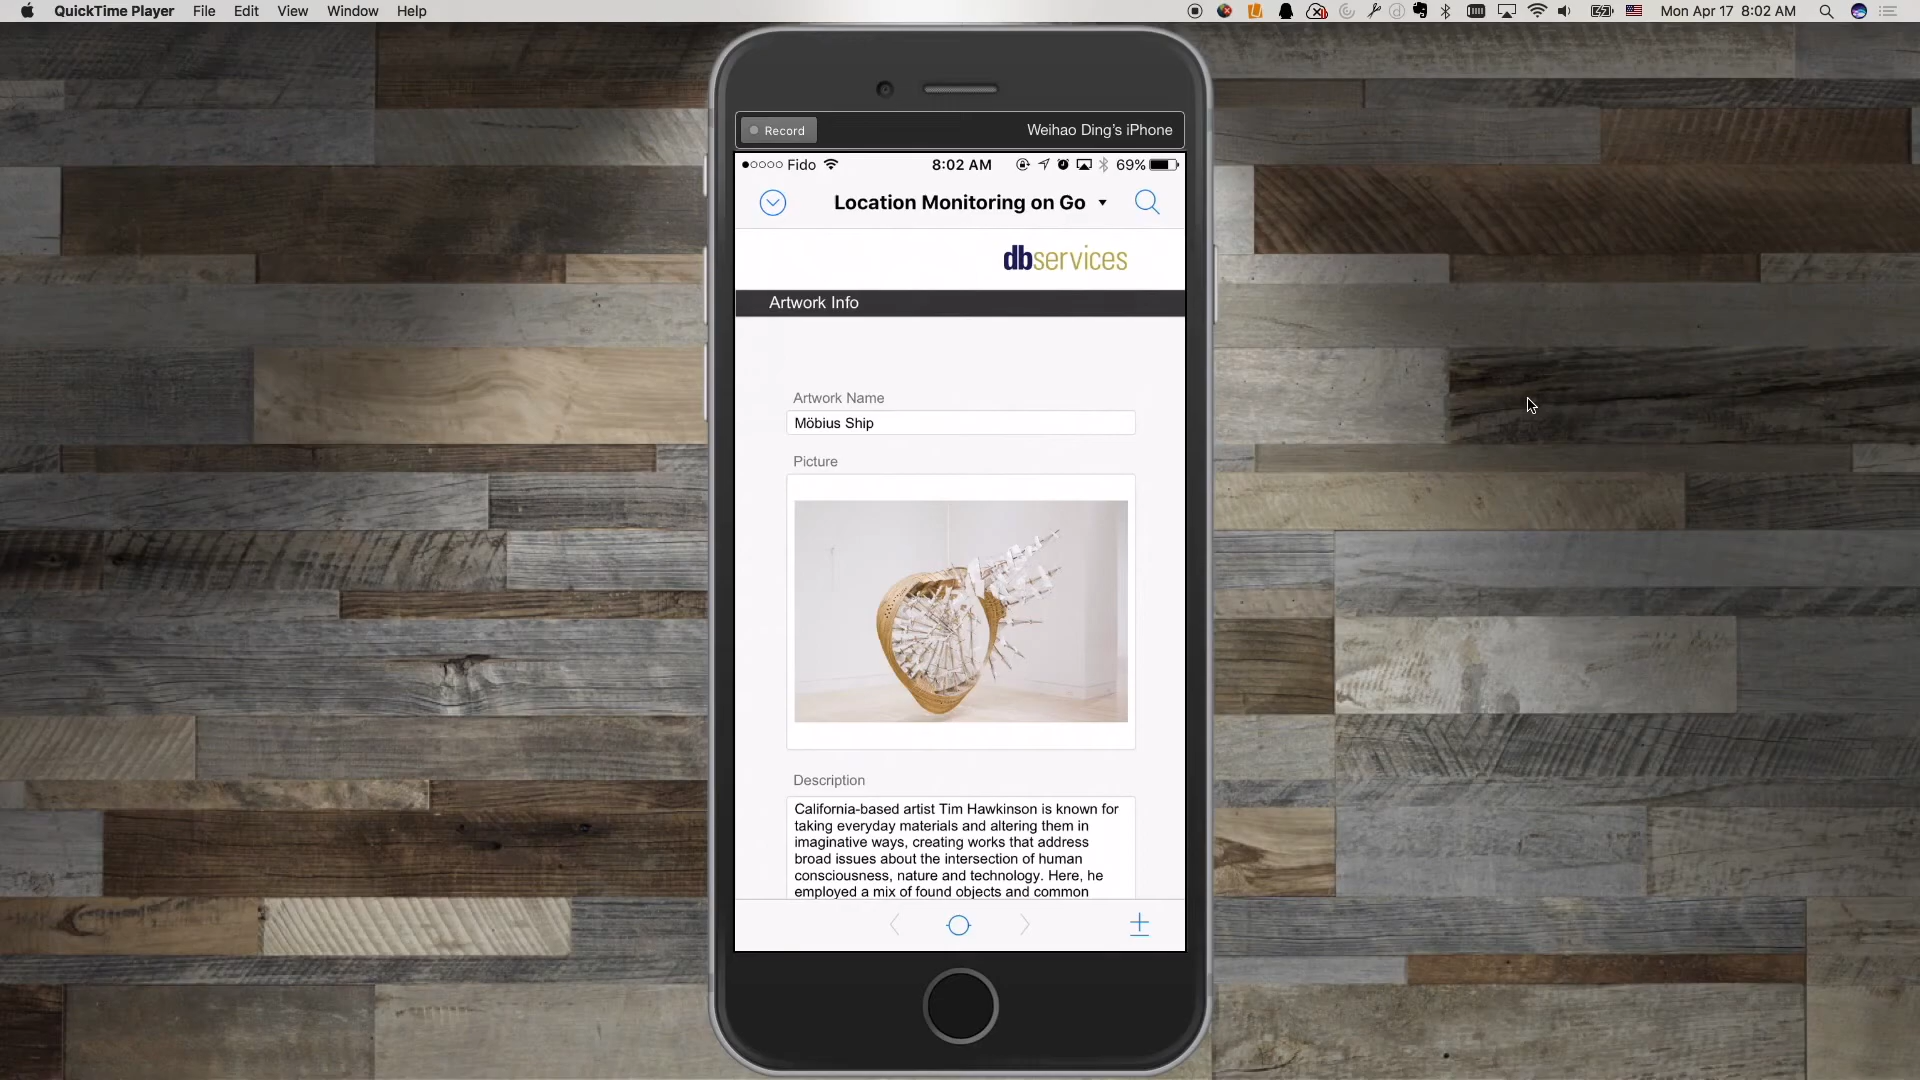 QuickTime Player File Edit View Window Help
Mon Apr 17 8:02 AM
Record
Weihao Ding's iPhone
Fido 8:02 AM 69%
Location Monitoring on Go
dbservices
Artwork Info
Artwork Name
Möbius Ship
Picture
Description
California-based artist Tim Hawkinson is known for
taking everyday materials and altering them in
imaginative ways, creating works that address
broad issues about the intersection of human
consciousness, nature and technology. Here, he
employed a mix of found objects and common